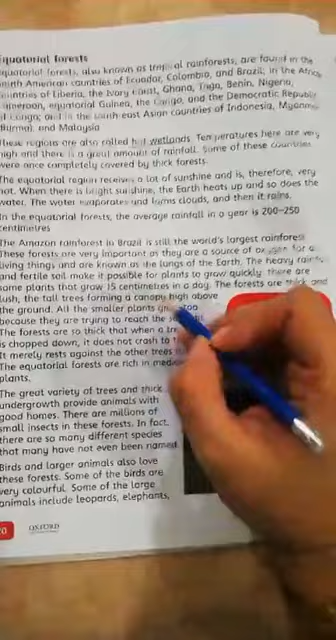 Equatorial forests
quatorial forests, also known as tropical rainforests, are found in the
outh American countries of Ecuador, Colombia, and Brazil; in the Africa
ountries of Liberia, the Ivory Coast, Ghana, Togo, Benin, Nigeria,
ameroon, equatorial Guinea, the Congo, and the Democratic Republic
f Congo; and in the south-east Asian countries of Indonesia, Myanma
Burma) and Malaysia
hese regions are also called hot wetlands. Temperatures here are very
high and there is a great amount of rainfall. Some of these countries
were once completely covered by thick forests.
The equatorial region receives a lot of sunshine and is, therefore, very
hot. When there is bright sunshine, the Earth heats up and so does the
water. The water evaporates and forms clouds, and then it rains.
In the equatorial forests, the average rainfall in a year is 200–250
centimetres
The Amazon rainforest in Brazil is still the world's largest rainforest
These forests are very important as they are a source of oxygen for a
living things and are known as the lungs of the Earth. The heavy rainfa
and fertile soil make it possible for plants to grow quickly there are
some plants that grow 15 centimetres in a day. The forests are thick and
lush, the tall trees forming a canopy high above
the ground. All the smaller plants too
because they are trying to reach the
The forests are so thick that when a tre
is chopped down, it does not crash to
It merely rests against the other trees
The equatorial forests are rich in medici
plants.
The great variety of trees and thick
undergrowth provide animals with
good homes. There are millions of
small insects in these forests. In fact,
there are so many different species
that many have not even been named
Birds and larger animals also love
these forests. Some of the birds are
very colourful. Some of the large
animals include leopards, elephants,
OXFORD